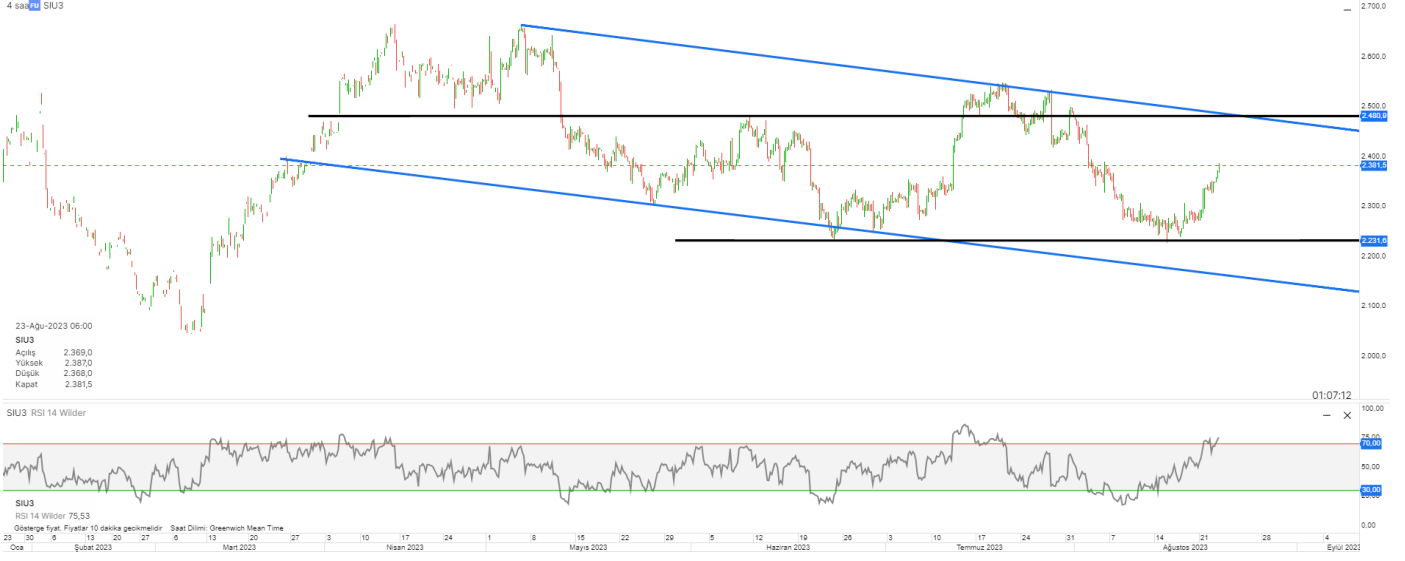 4 saa FU SIU3
2.700,0
2.600,0
2.500,0
2.480,9
2.400,0
2.381,5
2.300,0
2.231,6
2.200,0
2.100,0
2.000,0
23-Ağu-2023 06:00
SIU3
Açılış 2.369,0
Yüksek 2.387,0
Düşük 2.368,0
Kapat 2.381,5
01:07:12
SIU3 RSI 14 Wilder
100,00
75,00
70,00
50,00
30,00
25,00
0,00
SIU3
RSI 14 Wilder 75,53
Gösterge fiyat. Fiyatlar 10 dakika gecikmelidir Saat Dilimi: Greenwich Mean Time
23 30 6 13 20 27 6 13 20 27 3 10 17 24 1 8 15 22 29 5 12 19 26 3 10 17 24 31 7 14 21 28 4
Oca Şubat 2023 Mart 2023 Nisan 2023 Mayıs 2023 Haziran 2023 Temmuz 2023 Ağustos 2023 Eylül 2023